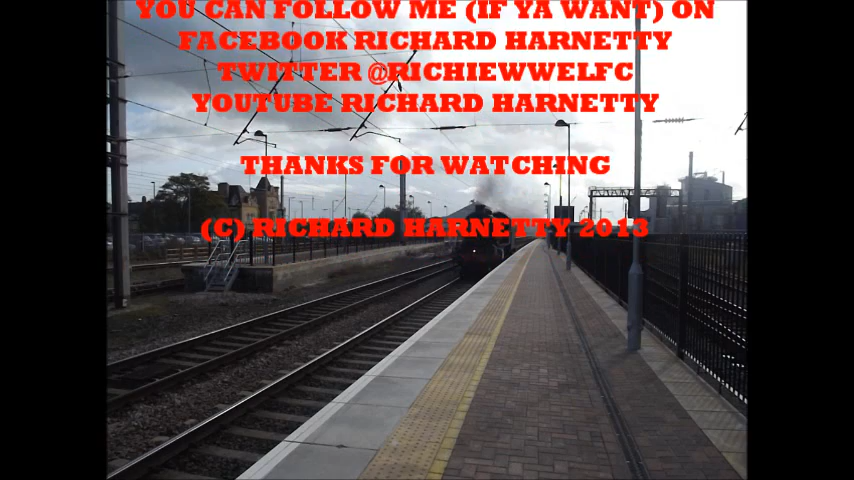 YOU CAN FOLLOW ME (IF YA WANT) ON
FACEBOOK RICHARD HARNETTY
TWITTER @RICHIEWWELFC
YOUTUBE RICHARD HARNETTY
THANKS FOR WATCHING
(C) RICHARD HARNETTY 2013